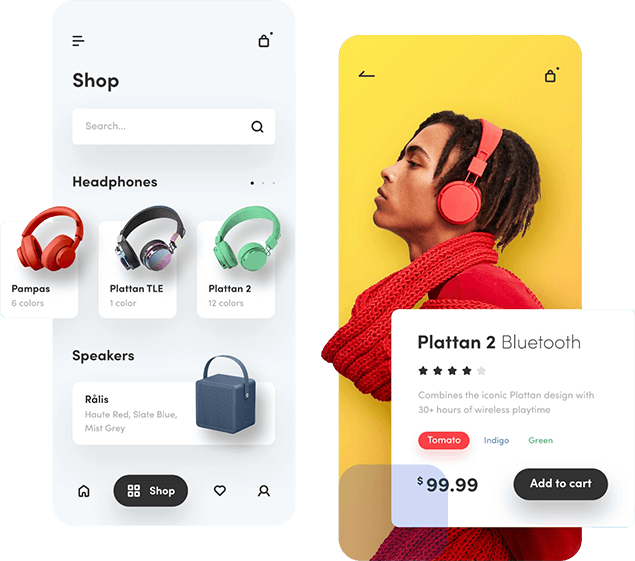 Shop
Search...
Headphones
Pampas
6 colors
Plattan TLE
1 color
Plattan 2
12 colors
Speakers
Rålis
Haute Red, Slate Blue,
Mist Grey
Shop
Plattan 2 Bluetooth
Combines the iconic Plattan design with
30+ hours of wireless playtime
Tomato Indigo Green
$99.99 Add to cart